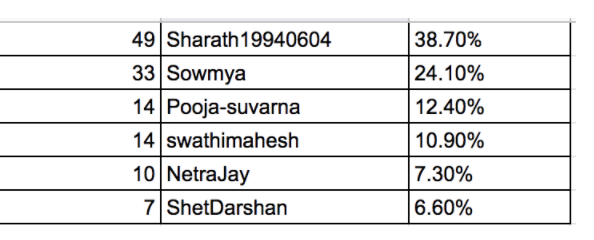 49 Sharath19940604 38.70%
33 Sowmya 24.10%
14 Pooja-suvarna 12.40%
14 swathimahesh 10.90%
10 NetraJay 7.30%
7 ShetDarshan 6.60%